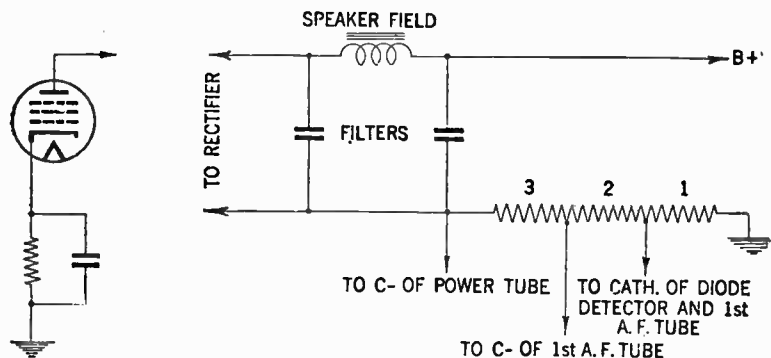 SPEAKER FIELD
B+
TO RECTIFIER
FILTERS
3 2 1
TO C- OF POWER TUBE
TO CATH. OF DIODE
DETECTOR AND 1st
A.F. TUBE
TO C- OF 1st A.F. TUBE